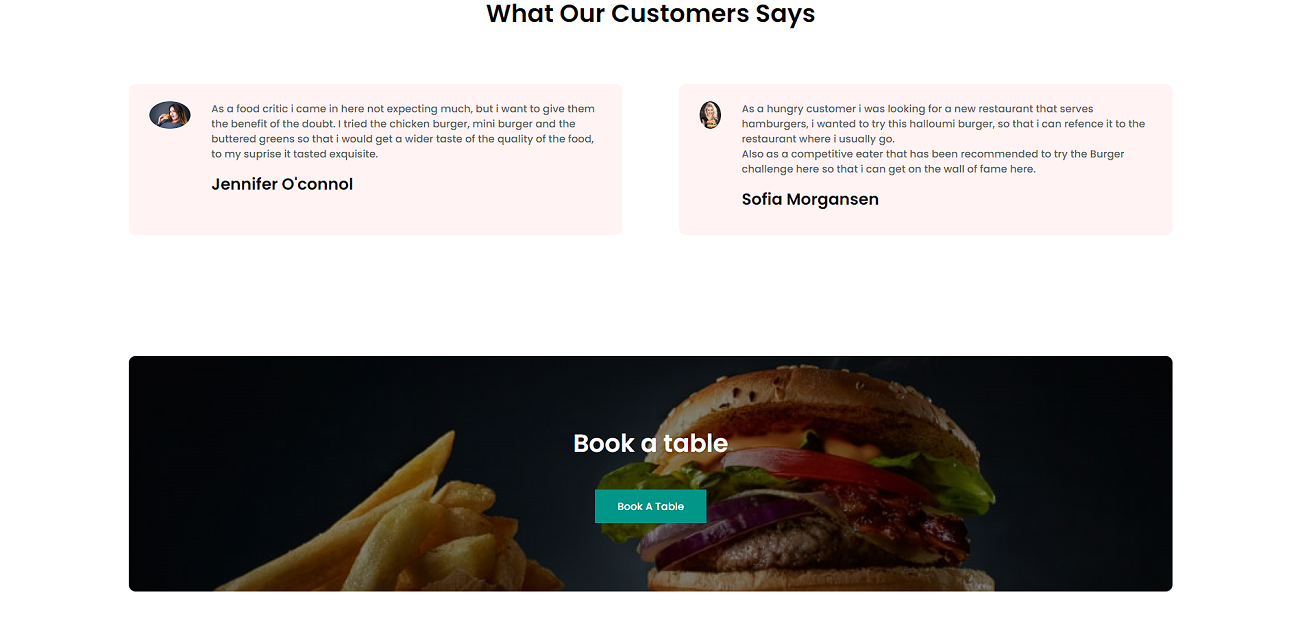 What Our Customers Says
As a food critic i came in here not expecting much, but i want to give them
the benefit of the doubt. I tried the chicken burger, mini burger and the
buttered greens so that i would get a wider taste of the quality of the food,
to my suprise it tasted exquisite.
Jennifer O'connol
As a hungry customer i was looking for a new restaurant that serves
hamburgers, i wanted to try this halloumi burger, so that i can refence it to the
restaurant where i usually go.
Also as a competitive eater that has been recommended to try the Burger
challenge here so that i can get on the wall of fame here.
Sofia Morgansen
Book a table
Book A Table